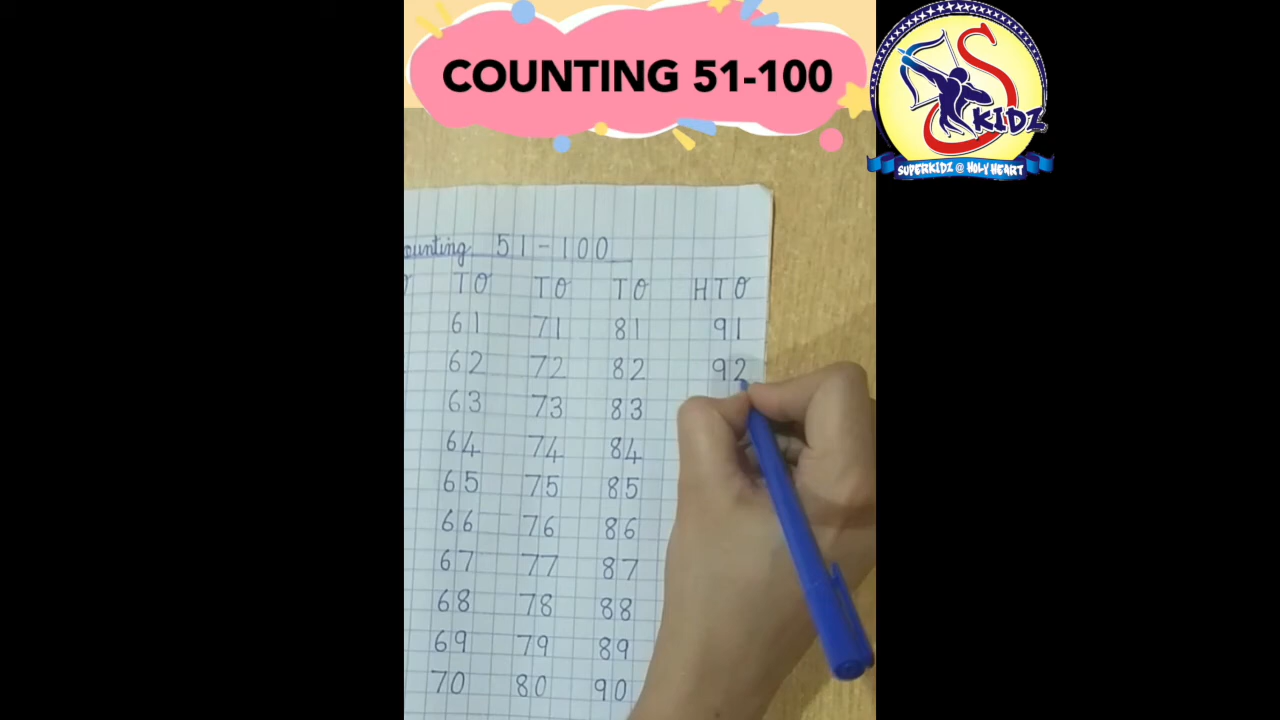 COUNTING 51-100
S
KIDZ
SUPERKIDZ @ HOLY HEART
ounting 51-100
O TO TO TO HTO
61 71 81 91
62 72 82 92
63 73 83
64 74 84
65 75 85
66 76 86
67 77 87
68 78 88
69 79 89
70 80 90